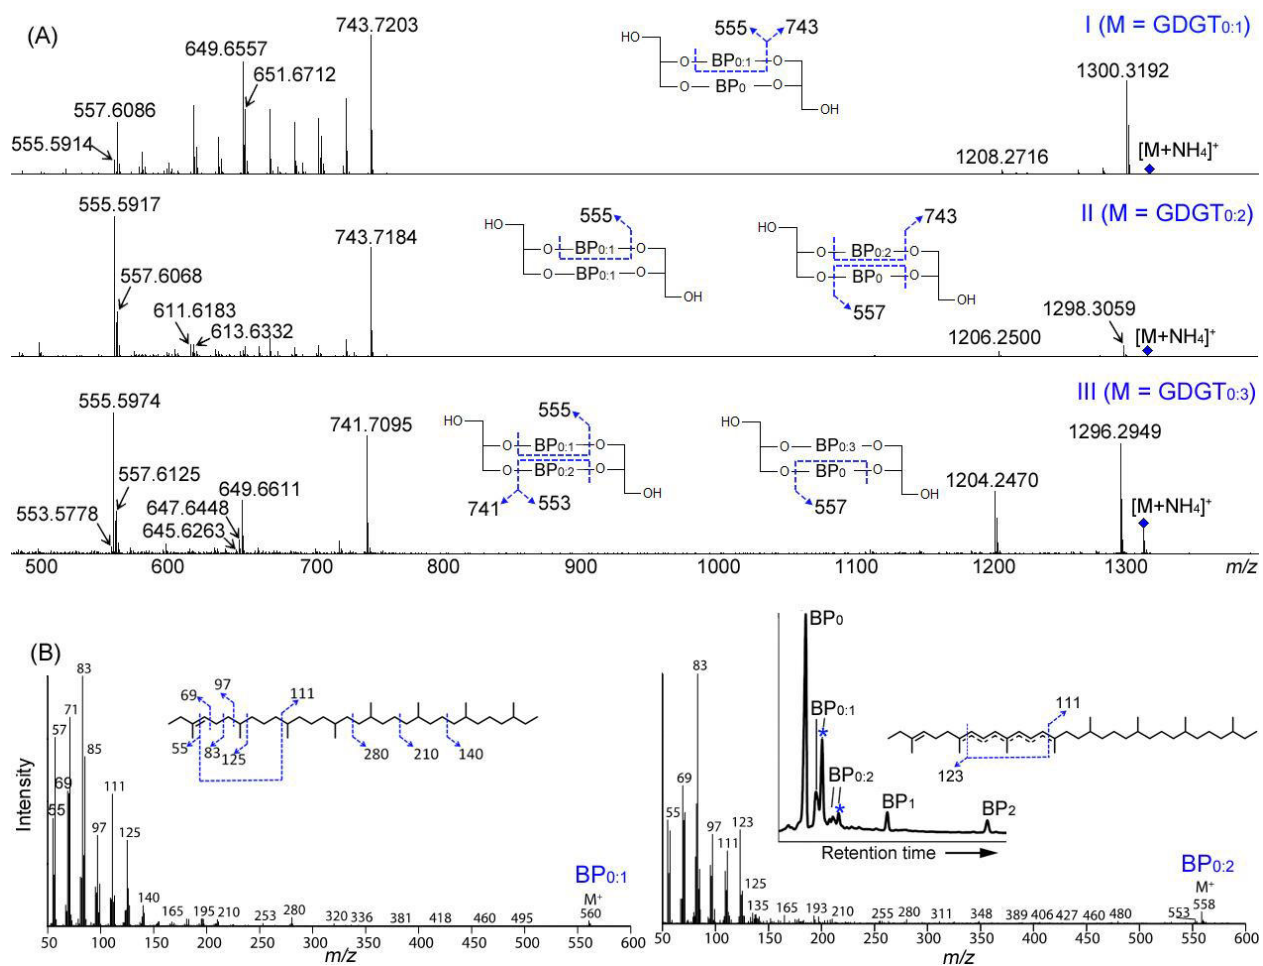 (A)
I (M = GDGT0:1)
743.7203
649.6557
651.6712
557.6086
555.5914
555 743
HO
O BP0:1 O
O BP0 O
OH
1300.3192
1208.2716
[M+NH4]+
II (M = GDGT0:2)
555.5917
743.7184
557.6068
611.6183
613.6332
555
HO
O BP0:1 O
O BP0:1 O
OH
743
HO
O BP0:2 O
O BP0 O
OH
557
1298.3059
1206.2500
[M+NH4]+
III (M = GDGT0:3)
555.5974
741.7095
557.6125
649.6611
553.5778
647.6448
645.6263
555
HO
O BP0:1 O
O BP0:2 O
OH
741 553
HO
O BP0:3 O
O BP0 O
OH
557
1296.2949
1204.2470
[M+NH4]+
500 600 700 800 900 1000 1100 1200 1300 m/z
(B)
Intensity
83
71
57
85
69
55
111
97
125
140
165 195 210 253 280 320 336 381 418 460 495
BP0:1
M+
560
69 97 111
55 83 125 280 210 140
50 100 150 200 250 300 350 400 450 500 550 600
m/z
83
69
55
97
123
111
125
135
165 193 210 255 280 311 348 389 406 427 460 480 553
BP0:2
M+
558
BP0
BP0:1
*
BP0:2
*
BP1
BP2
Retention time
111
123
50 100 150 200 250 300 350 400 450 500 550 600
m/z